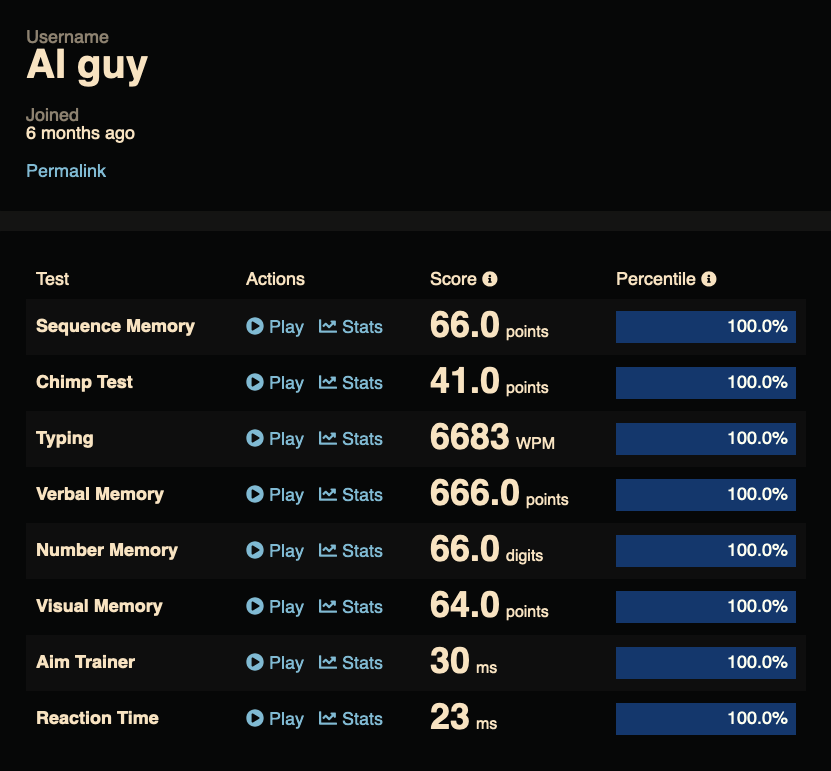 Username
AI guy
Joined
6 months ago
Permalink
Test Actions Score Percentile
Sequence Memory Play Stats 66.0 points 100.0%
Chimp Test Play Stats 41.0 points 100.0%
Typing Play Stats 6683 WPM 100.0%
Verbal Memory Play Stats 666.0 points 100.0%
Number Memory Play Stats 66.0 digits 100.0%
Visual Memory Play Stats 64.0 points 100.0%
Aim Trainer Play Stats 30 ms 100.0%
Reaction Time Play Stats 23 ms 100.0%